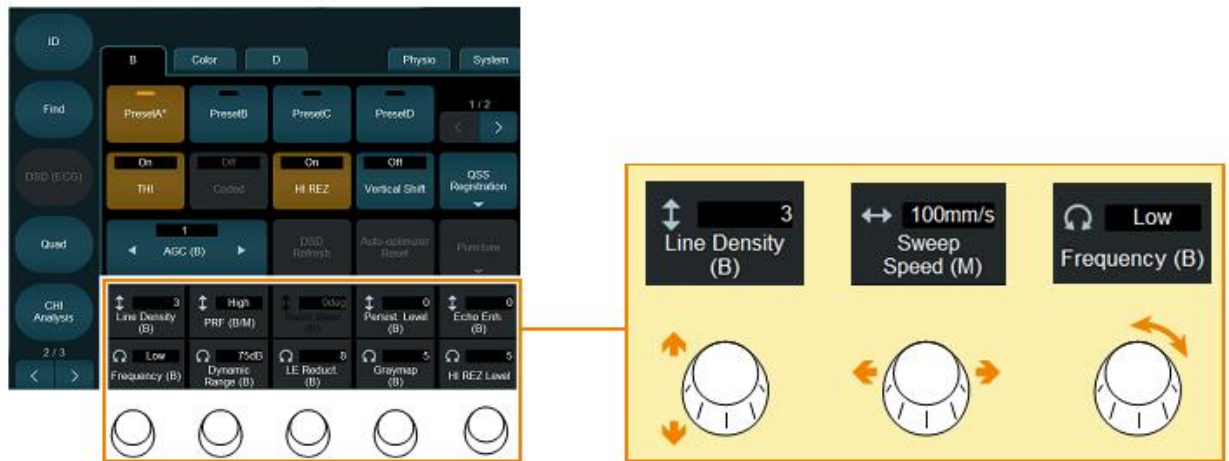 ID
B Color D Physio System
Find
PresetA* PresetB PresetC PresetD 1/2
< >
DSD (ECG)
On Off On Off
THI Coded HI REZ Vertical Shift QSS
Registration
Quad
1
AGC (B)
DSD
Refresh
Auto-optimizer
Reset
Puncture
CHI
Analysis
3 High 0deg 0 0
Line Density
(B)
PRF (B/M)
(B)
Persist. Level
(B)
Echo Enh.
(B)
2/3
< >
Low 75dB 8 5 5
Frequency (B)
Dynamic
Range (B)
LE Reduct.
(B)
Graymap
(B)
HI REZ Level
3
Line Density
(B)
100mm/s
Sweep
Speed (M)
Low
Frequency (B)